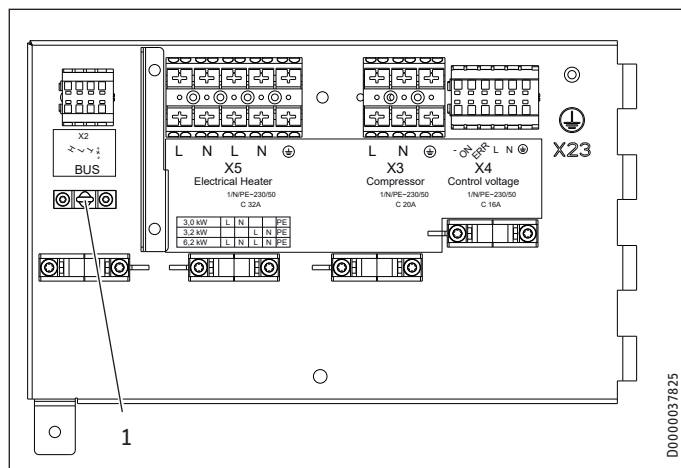 X2
H L ⏊ +
BUS
L N L N ⏚
X5
Electrical Heater
1/N/PE~230/50
C 32A
3,0 kW L N PE
3,2 kW L N PE
6,2 kW L N L N PE
L N ⏚
X3
Compressor
1/N/PE~230/50
C 20A
- ON ERR L N ⏚
X4
Control voltage
1/N/PE~230/50
C 16A
X23
1
D0000037825